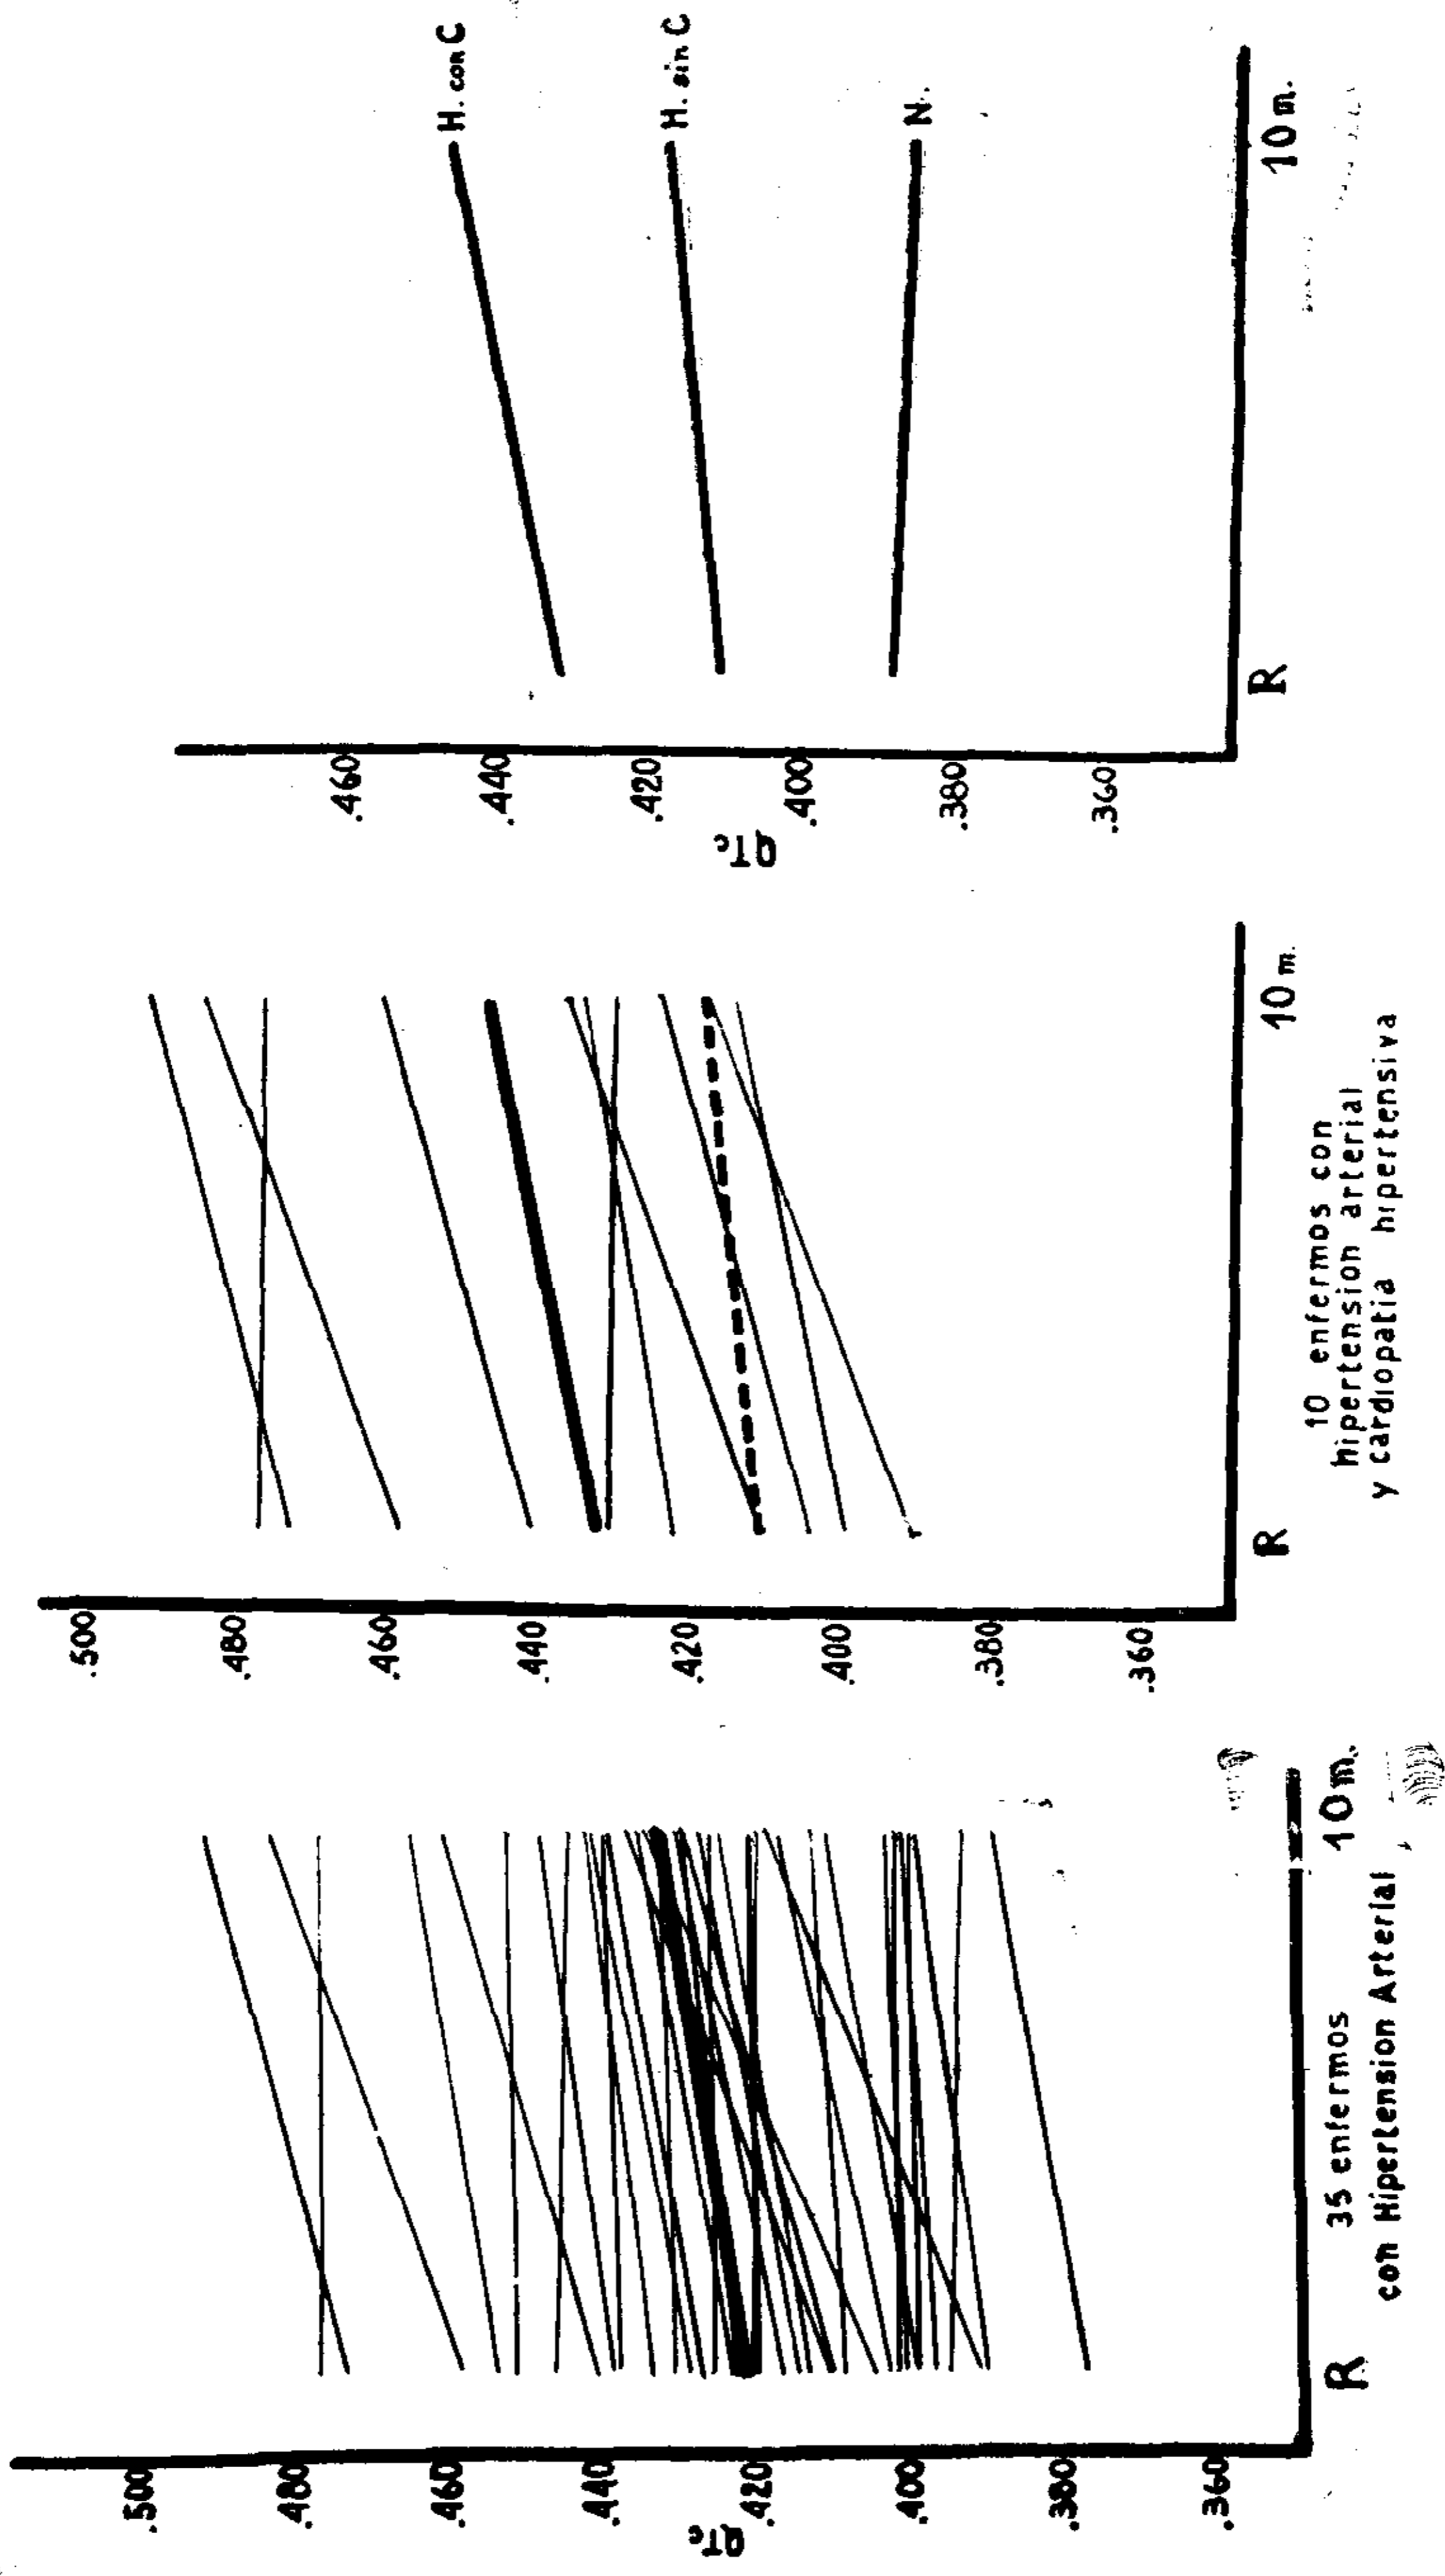 QTc
.500
.480
.460
.440
.420
.400
.380
.360
R
10 m.
35 enfermos
con Hipertension Arterial
.500
.480
.460
.440
.420
.400
.380
.360
R
10 m.
10 enfermos con
hipertension arterial
y cardiopatia hipertensiva
QTc
.460
.440
.420
.400
.380
.360
R
10 m.
H. con C
H. sin C
N.